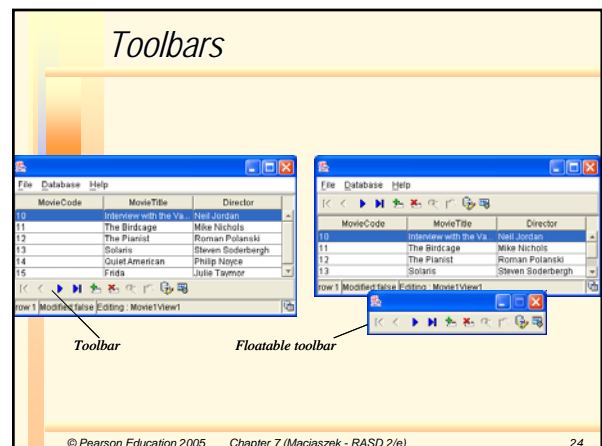 Toolbars
File Database Help
MovieCode MovieTitle Director
10 Interview with the Va... Neil Jordan
11 The Birdcage Mike Nichols
12 The Pianist Roman Polanski
13 Solaris Steven Soderbergh
14 Quiet American Philip Noyce
15 Frida Julie Taymor
row 1 Modified:false Editing : Movie1View1
Toolbar
File Database Help
MovieCode MovieTitle Director
10 Interview with the Va... Neil Jordan
11 The Birdcage Mike Nichols
12 The Pianist Roman Polanski
13 Solaris Steven Soderbergh
row 1 Modified:false Editing : Movie1View1
Floatable toolbar
© Pearson Education 2005 Chapter 7 (Maciaszek - RASD 2/e) 24